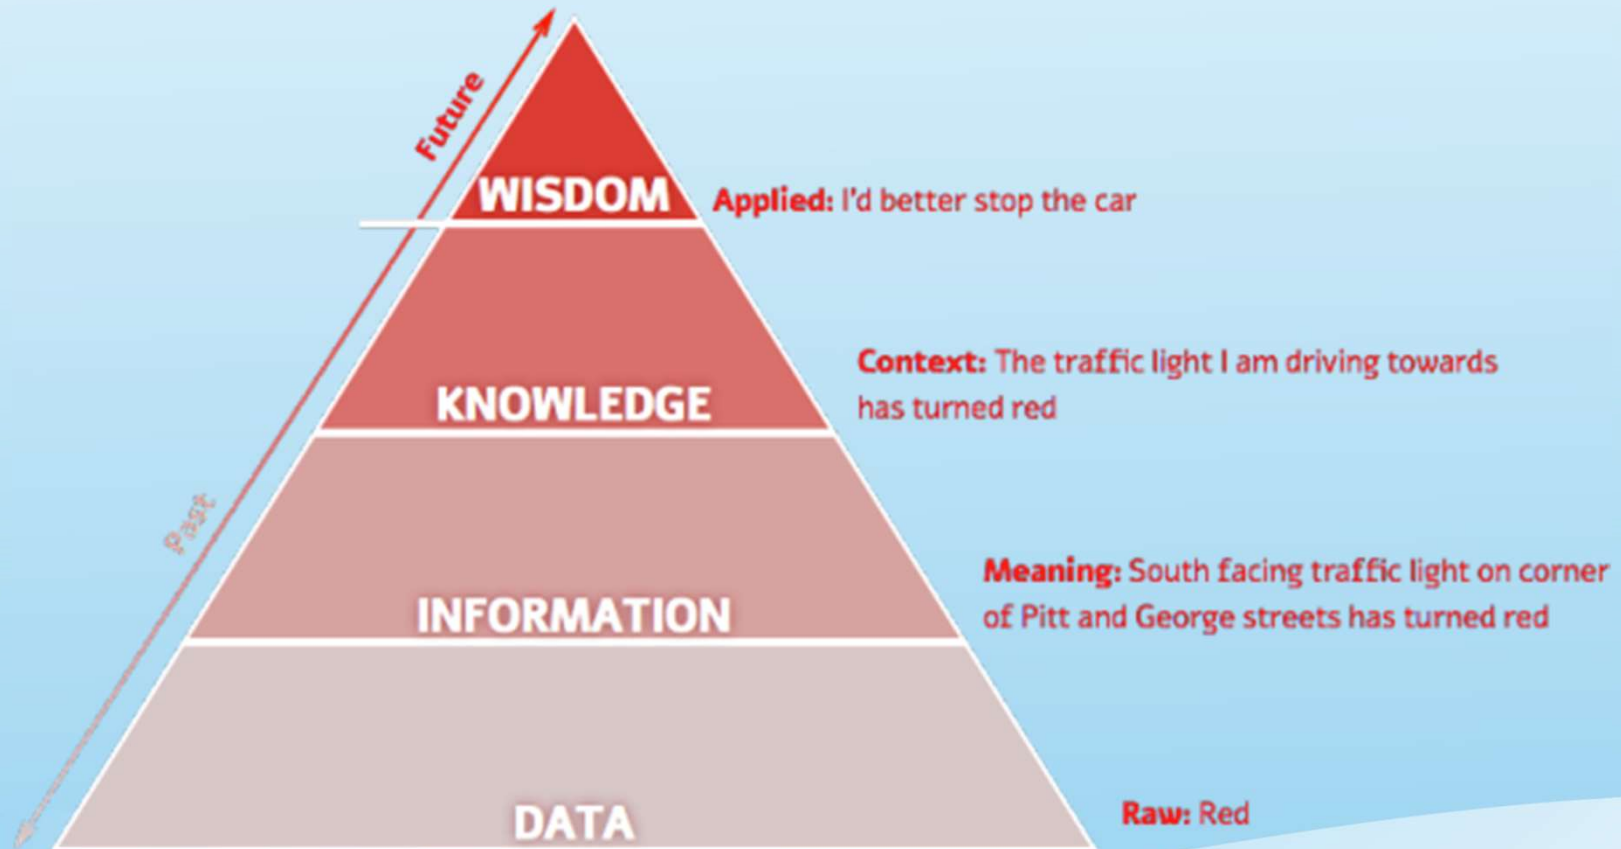 Future
WISDOM
Applied: I'd better stop the car
KNOWLEDGE
Context: The traffic light I am driving towards
has turned red
Past
INFORMATION
Meaning: South facing traffic light on corner
of Pitt and George streets has turned red
DATA
Raw: Red